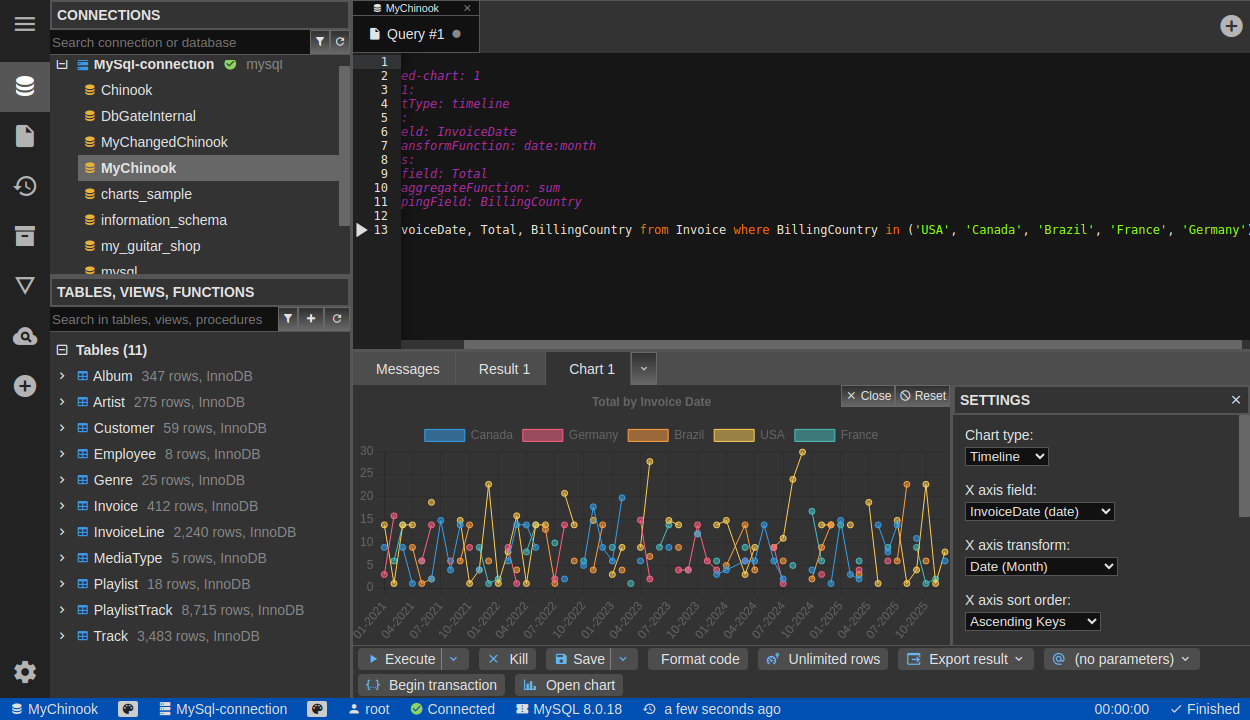 CONNECTIONS
Search connection or database
MySql-connection mysql
Chinook
DbGateInternal
MyChangedChinook
MyChinook
charts_sample
information_schema
my_guitar_shop
mysql
TABLES, VIEWS, FUNCTIONS
Search in tables, views, procedures
Tables (11)
Album 347 rows, InnoDB
Artist 275 rows, InnoDB
Customer 59 rows, InnoDB
Employee 8 rows, InnoDB
Genre 25 rows, InnoDB
Invoice 412 rows, InnoDB
InvoiceLine 2,240 rows, InnoDB
MediaType 5 rows, InnoDB
Playlist 18 rows, InnoDB
PlaylistTrack 8,715 rows, InnoDB
Track 3,483 rows, InnoDB
MyChinook
Query #1
1
2 ed-chart: 1
3 1:
4 tType: timeline
5 :
6 eld: InvoiceDate
7 ansformFunction: date:month
8 s:
9 field: Total
10 aggregateFunction: sum
11 pingField: BillingCountry
12
13 voiceDate, Total, BillingCountry from Invoice where BillingCountry in ('USA', 'Canada', 'Brazil', 'France', 'Germany')
Messages Result 1 Chart 1
Close Reset
Total by Invoice Date
Canada Germany Brazil USA France
30
25
20
15
10
5
0
01-2021 04-2021 07-2021 10-2021 01-2022 04-2022 07-2022 10-2022 01-2023 04-2023 07-2023 10-2023 01-2024 04-2024 07-2024 10-2024 01-2025 04-2025 07-2025 10-2025
SETTINGS
Chart type:
Timeline
X axis field:
InvoiceDate (date)
X axis transform:
Date (Month)
X axis sort order:
Ascending Keys
Execute Kill Save Format code Unlimited rows Export result (no parameters)
Begin transaction Open chart
MyChinook MySql-connection root Connected MySQL 8.0.18 a few seconds ago 00:00:00 Finished